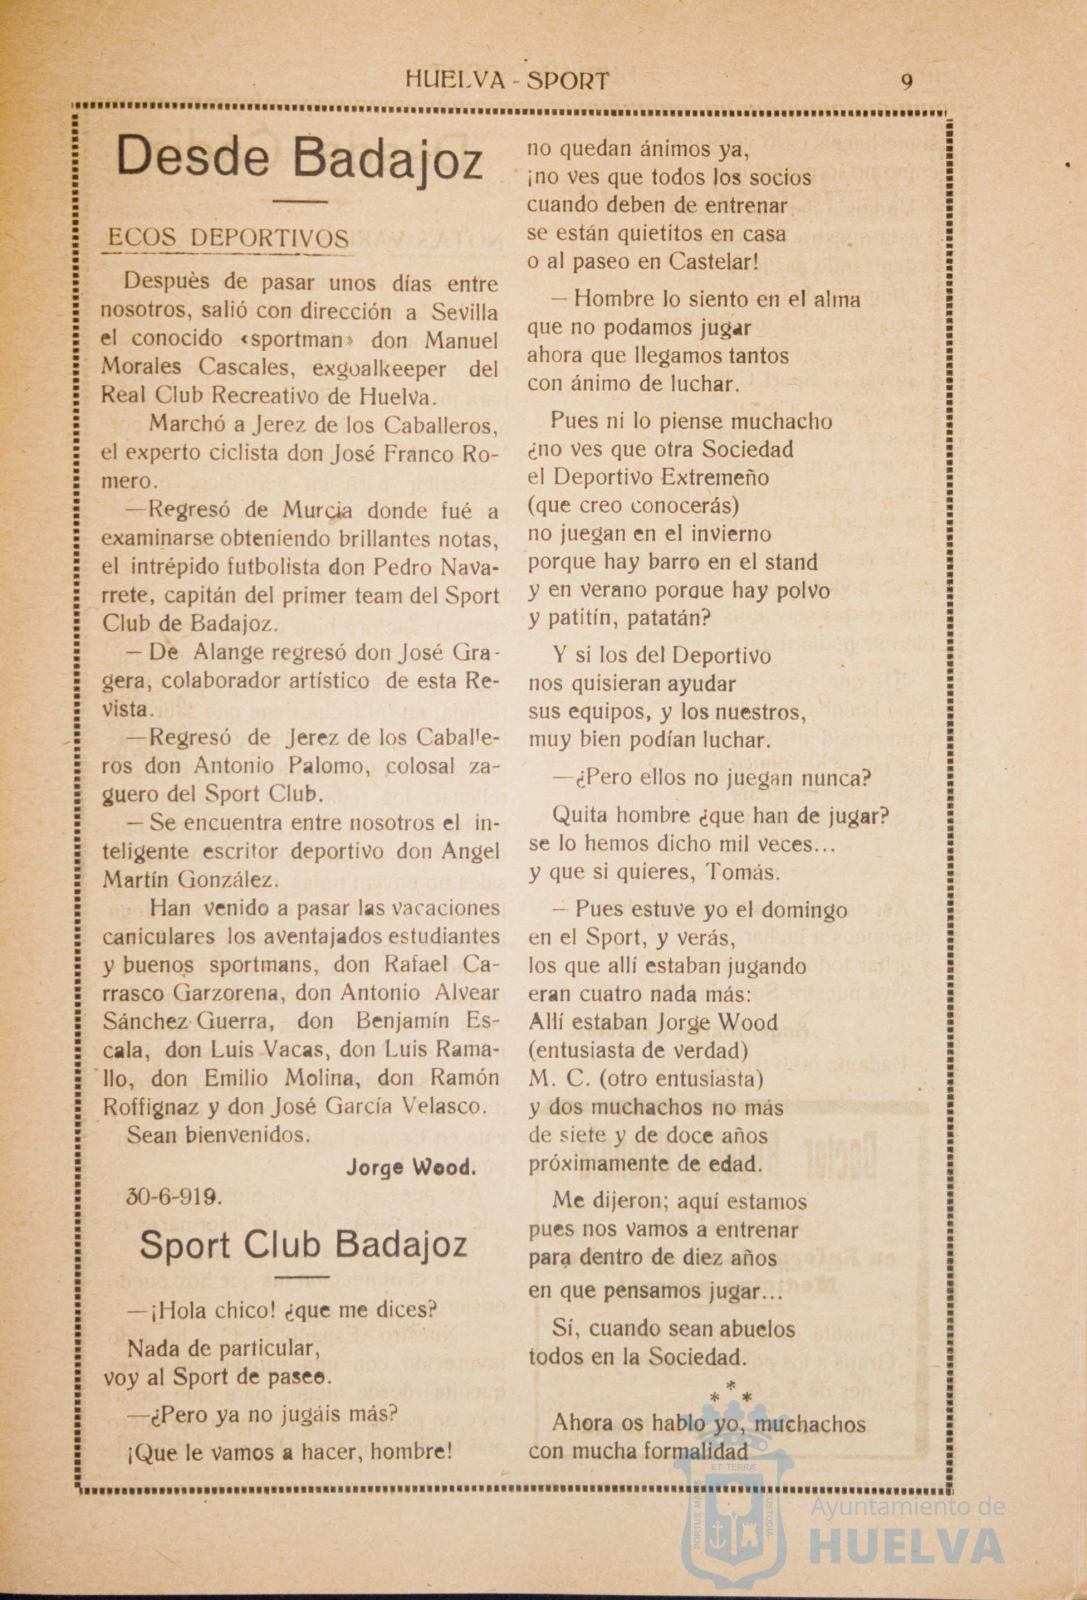 HUELVA - SPORT
9
Desde Badajoz
ECOS DEPORTIVOS
Despuès de pasar unos días entre
nosotros, salió con dirección a Sevilla
el conocido «sportman» don Manuel
Morales Cascales, exgoalkeeper del
Real Club Recreativo de Huelva.
Marchó a Jerez de los Caballeros,
el experto ciclista don José Franco Ro-
mero.
—Regresó de Murcia donde fué a
examinarse obteniendo brillantes notas,
el intrépido futbolista don Pedro Nava-
rrete, capitán del primer team del Sport
Club de Badajoz.
— De Alange regresó don José Gra-
gera, colaborador artístico de esta Re-
vista.
—Regresó de Jerez de los Caballe-
ros don Antonio Palomo, colosal za-
guero del Sport Club.
— Se encuentra entre nosotros el in-
teligente escritor deportivo don Angel
Martín González.
Han venido a pasar las vacaciones
caniculares los aventajados estudiantes
y buenos sportmans, don Rafael Ca-
rrasco Garzorena, don Antonio Alvear
Sánchez Guerra, don Benjamín Es-
cala, don Luis Vacas, don Luis Rama-
llo, don Emilio Molina, don Ramón
Roffignaz y don José García Velasco.
Sean bienvenidos.
Jorge Wood.
30-6-919.
Sport Club Badajoz
—¡Hola chico! ¿que me dices?
Nada de particular,
voy al Sport de paseo.
—¿Pero ya no jugáis más?
¡Que le vamos a hacer, hombre!
no quedan ánimos ya,
¡no ves que todos los socios
cuando deben de entrenar
se están quietitos en casa
o al paseo en Castelar!
— Hombre lo siento en el alma
que no podamos jugar
ahora que llegamos tantos
con ánimo de luchar.
Pues ni lo piense muchacho
¿no ves que otra Sociedad
el Deportivo Extremeño
(que creo conocerás)
no juegan en el invierno
porque hay barro en el stand
y en verano porque hay polvo
y patitín, patatán?
Y si los del Deportivo
nos quisieran ayudar
sus equipos, y los nuestros,
muy bien podían luchar.
—¿Pero ellos no juegan nunca?
Quita hombre ¿que han de jugar?
se lo hemos dicho mil veces...
y que si quieres, Tomás.
— Pues estuve yo el domingo
en el Sport, y verás,
los que allí estaban jugando
eran cuatro nada más:
Allí estaban Jorge Wood
(entusiasta de verdad)
M. C. (otro entusiasta)
y dos muchachos no más
de siete y de doce años
próximamente de edad.
Me dijeron; aquí estamos
pues nos vamos a entrenar
para dentro de diez años
en que pensamos jugar...
Sí, cuando sean abuelos
todos en la Sociedad.
* * *
Ahora os hablo yo, muchachos
con mucha formalidad
PORTUS MARIS
ET TERRÆ
CUSTODIA
Ayuntamiento de
HUELVA